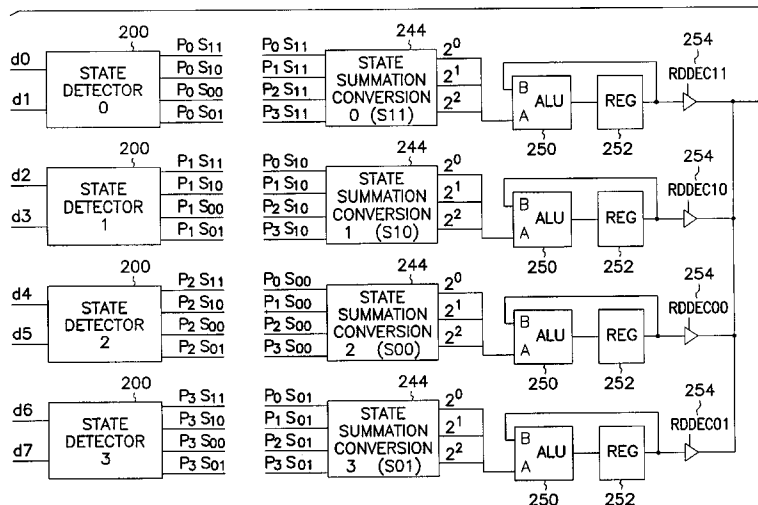 200
d0
d1
STATE
DETECTOR
0
P0 S11
P0 S10
P0 S00
P0 S01
244
P0 S11
P1 S11
P2 S11
P3 S11
STATE
SUMMATION
CONVERSION
0 (S11)
2^0
2^1
2^2
B
A
ALU
250
REG
252
254
RDDEC11
200
d2
d3
STATE
DETECTOR
1
P1 S11
P1 S10
P1 S00
P1 S01
244
P0 S10
P1 S10
P2 S10
P3 S10
STATE
SUMMATION
CONVERSION
1 (S10)
2^0
2^1
2^2
B
A
ALU
250
REG
252
254
RDDEC10
200
d4
d5
STATE
DETECTOR
2
P2 S11
P2 S10
P2 S00
P2 S01
244
P0 S00
P1 S00
P2 S00
P3 S00
STATE
SUMMATION
CONVERSION
2 (S00)
2^0
2^1
2^2
B
A
ALU
250
REG
252
254
RDDEC00
200
d6
d7
STATE
DETECTOR
3
P3 S11
P3 S10
P3 S00
P3 S01
244
P0 S01
P1 S01
P2 S01
P3 S01
STATE
SUMMATION
CONVERSION
3 (S01)
2^0
2^1
2^2
B
A
ALU
250
REG
252
254
RDDEC01